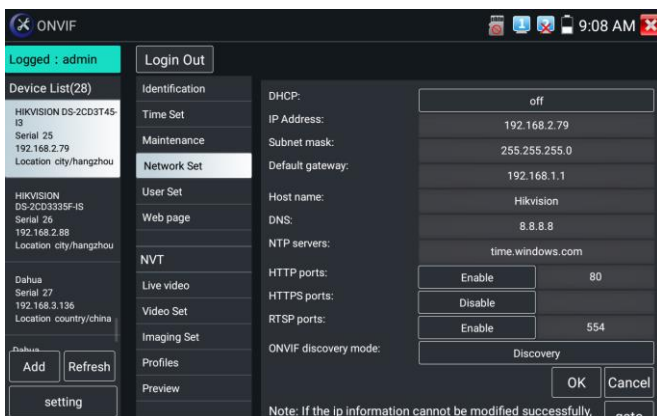 ONVIF
1
9:08 AM
Logged : admin
Login Out
Device List(28)
HIKVISION DS-2CD3T45-
I3
Serial 25
192.168.2.79
Location city/hangzhou
HIKVISION
DS-2CD3335F-IS
Serial 26
192.168.2.88
Location city/hangzhou
Dahua
Serial 27
192.168.3.136
Location country/china
Dahua
Add
Refresh
setting
Identification
Time Set
Maintenance
Network Set
User Set
Web page
NVT
Live video
Video Set
Imaging Set
Profiles
Preview
DHCP: off
IP Address: 192.168.2.79
Subnet mask: 255.255.255.0
Default gateway: 192.168.1.1
Host name: Hikvision
DNS: 8.8.8.8
NTP servers: time.windows.com
HTTP ports: Enable 80
HTTPS ports: Disable
RTSP ports: Enable 554
ONVIF discovery mode: Discovery
OK
Cancel
Note: If the ip information cannot be modified successfully,